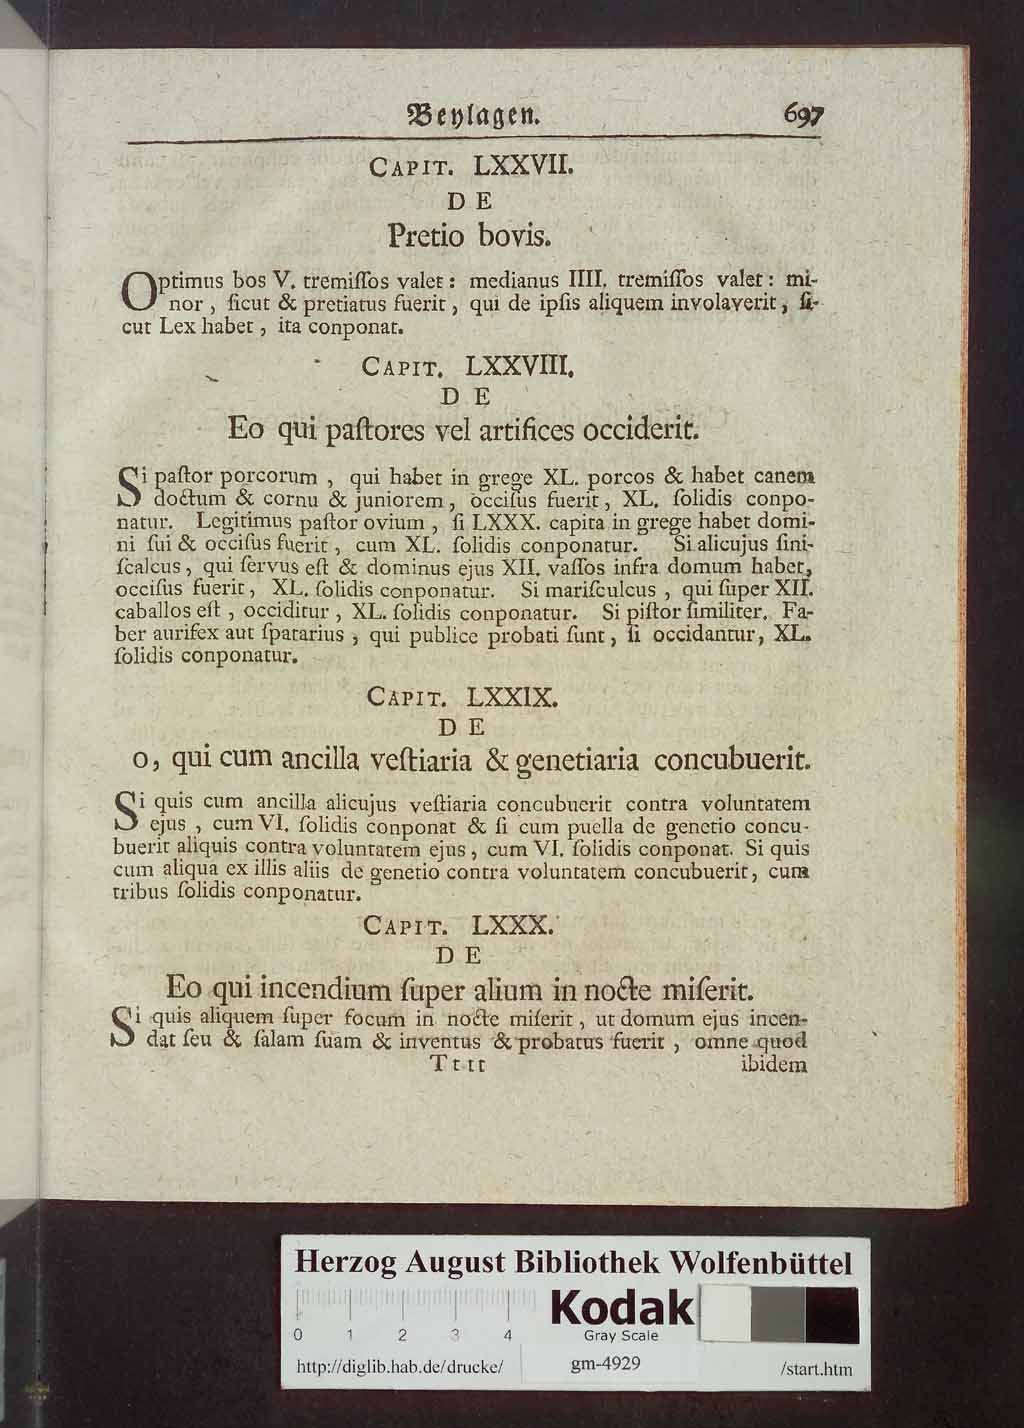 Beylagen. 697
CAPIT. LXXVII.
DE
Pretio bovis.
Optimus bos V. tremiſſos valet : medianus IIII. tremiſſos valet : mi-
nor , ſicut & pretiatus fuerit , qui de ipſis aliquem involaverit , ſi-
cut Lex habet , ita conponat.
CAPIT. LXXVIII.
DE
Eo qui paſtores vel artifices occiderit.
Si paſtor porcorum , qui habet in grege XL. porcos & habet canem
doctum & cornu & juniorem , occiſus fuerit , XL. ſolidis conpo-
natur. Legitimus paſtor ovium , ſi LXXX. capita in grege habet domi-
ni ſui & occiſus fuerit , cum XL. ſolidis conponatur. Si alicujus ſini-
ſcalcus , qui ſervus eſt & dominus ejus XII. vaſſos infra domum habet,
occiſus fuerit , XL. ſolidis conponatur. Si mariſculcus , qui ſuper XII.
caballos eſt , occiditur , XL. ſolidis conponatur. Si piſtor ſimiliter. Fa-
ber aurifex aut ſpatarius , qui publice probati ſunt , ſi occidantur, XL.
ſolidis conponatur.
CAPIT. LXXIX.
DE
o, qui cum ancilla veſtiaria & genetiaria concubuerit.
Si quis cum ancilla alicujus veſtiaria concubuerit contra voluntatem
ejus , cum VI. ſolidis conponat & ſi cum puella de genetio concu-
buerit aliquis contra voluntatem ejus , cum VI. ſolidis conponat. Si quis
cum aliqua ex illis aliis de genetio contra voluntatem concubuerit, cum
tribus ſolidis conponatur.
CAPIT. LXXX.
DE
Eo qui incendium ſuper alium in nocte miſerit.
Si quis aliquem ſuper focum in nocte miſerit , ut domum ejus incen-
dat ſeu & ſalam ſuam & inventus & probatus fuerit , omne quod
Tttt ibidem
Herzog August Bibliothek Wolfenbüttel
0 1 2 3 4
Kodak
Gray Scale
http://diglib.hab.de/drucke/ gm-4929 /start.htm